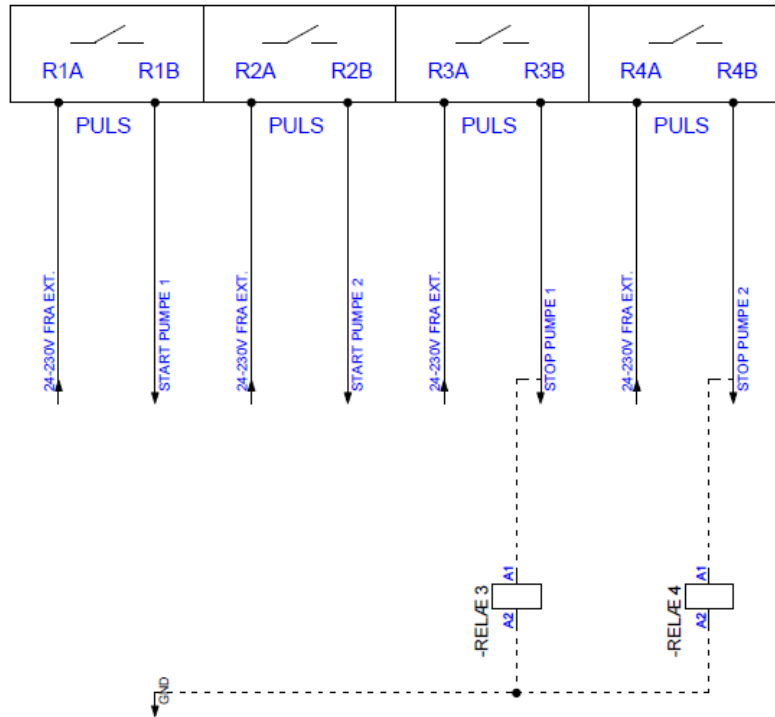 R1A R1B R2A R2B R3A R3B R4A R4B
PULS PULS PULS PULS
24-230V FRA EXT.
START PUMPE 1
24-230V FRA EXT.
START PUMPE 2
24-230V FRA EXT.
STOP PUMPE 1
24-230V FRA EXT.
STOP PUMPE 2
-RELÆ 3
A1
A2
-RELÆ 4
A1
A2
GND